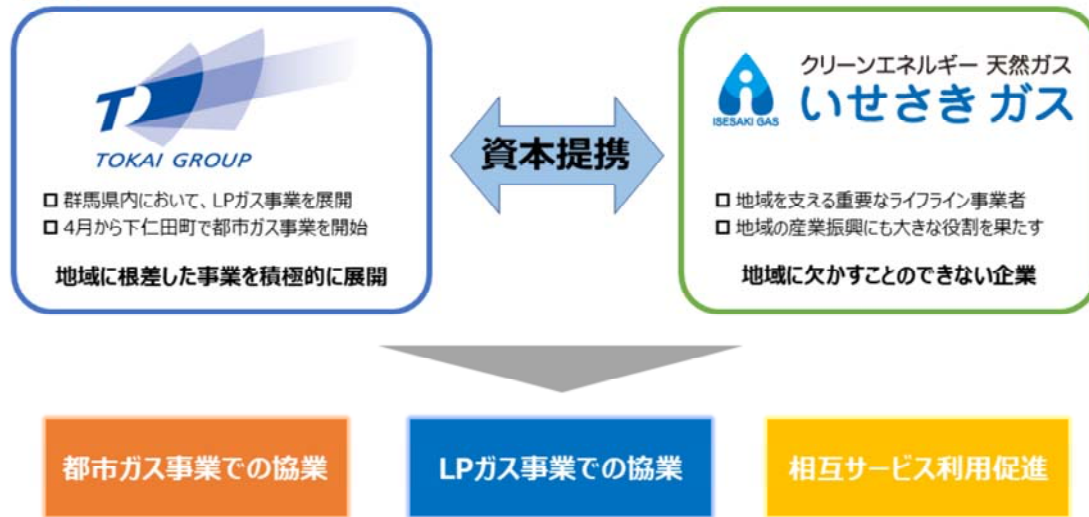 T
TOKAI GROUP
□ 群馬県内において、LPガス事業を展開
□ 4月から下仁田町で都市ガス事業を開始
地域に根差した事業を積極的に展開
資本提携
ISESAKI GAS
クリーンエネルギー 天然ガス
いせさきガス
□ 地域を支える重要なライフライン事業者
□ 地域の産業振興にも大きな役割を果たす
地域に欠かすことのできない企業
都市ガス事業での協業
LPガス事業での協業
相互サービス利用促進